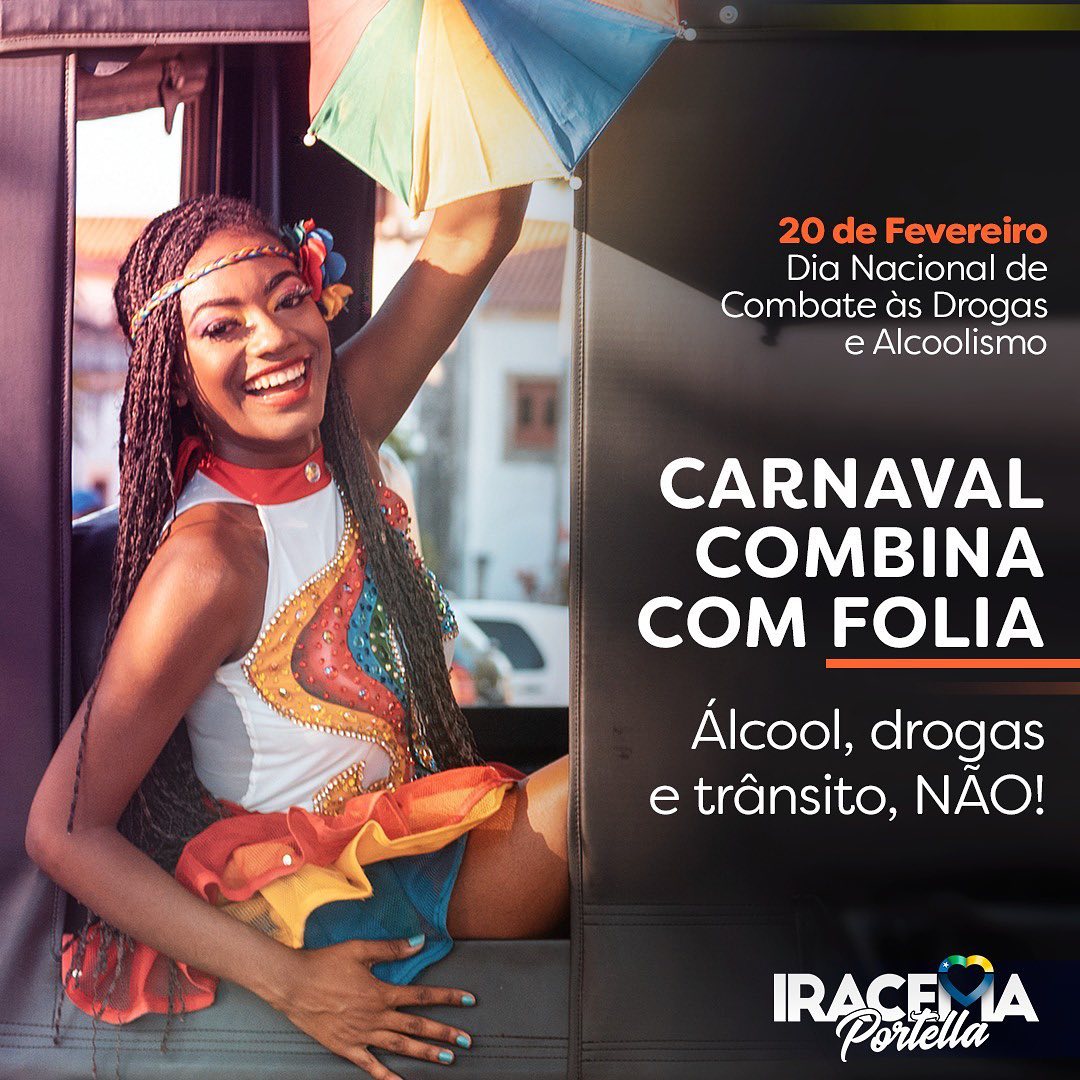 20 de Fevereiro
Dia Nacional de
Combate às Drogas
e Alcoolismo
CARNAVAL
COMBINA
COM FOLIA
Álcool, drogas
e trânsito, NÃO!
IRACEMA
Portella